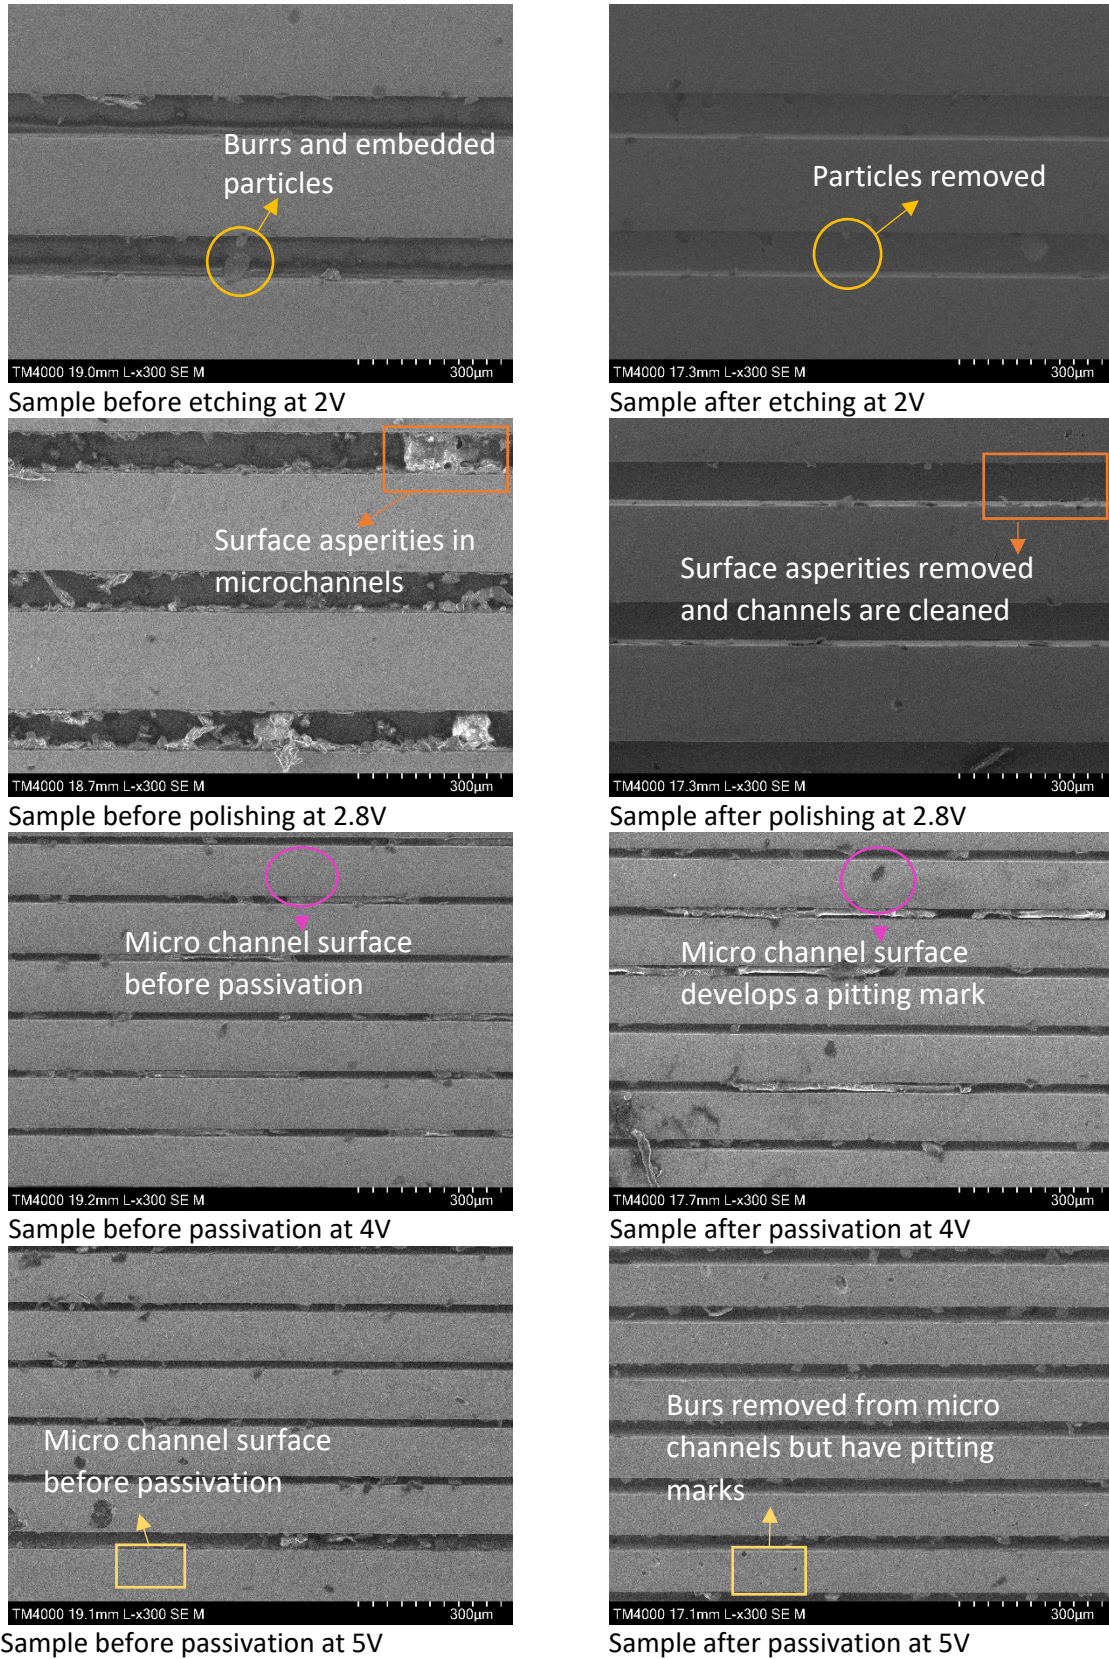 Burrs and embedded
particles
TM4000 19.0mm L-x300 SE M 300µm
Sample before etching at 2V
Particles removed
TM4000 17.3mm L-x300 SE M 300µm
Sample after etching at 2V
Surface asperities in
microchannels
TM4000 18.7mm L-x300 SE M 300µm
Sample before polishing at 2.8V
Surface asperities removed
and channels are cleaned
TM4000 17.3mm L-x300 SE M 300µm
Sample after polishing at 2.8V
Micro channel surface
before passivation
TM4000 19.2mm L-x300 SE M 300µm
Sample before passivation at 4V
Micro channel surface
develops a pitting mark
TM4000 17.7mm L-x300 SE M 300µm
Sample after passivation at 4V
Micro channel surface
before passivation
TM4000 19.1mm L-x300 SE M 300µm
Sample before passivation at 5V
Burs removed from micro
channels but have pitting
marks
TM4000 17.1mm L-x300 SE M 300µm
Sample after passivation at 5V